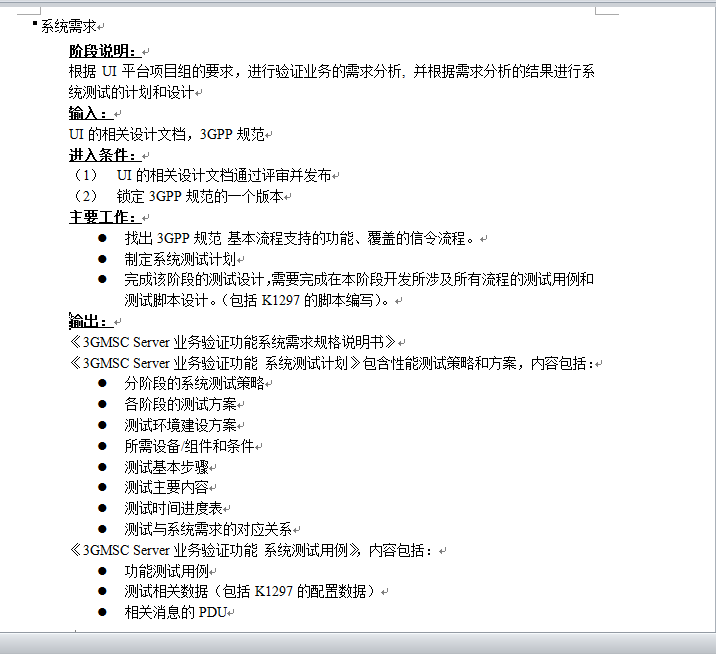 系统需求
阶段说明：
根据 UI 平台项目组的要求，进行验证业务的需求分析, 并根据需求分析的结果进行系
统测试的计划和设计
输入：
UI 的相关设计文档，3GPP 规范
进入条件：
（1） UI 的相关设计文档通过评审并发布
（2） 锁定 3GPP 规范的一个版本
主要工作：
● 找出 3GPP 规范 基本流程支持的功能、覆盖的信令流程。
● 制定系统测试计划
● 完成该阶段的测试设计,需要完成在本阶段开发所涉及所有流程的测试用例和
测试脚本设计。（包括 K1297 的脚本编写）。
输出：
《3GMSC Server 业务验证功能系统需求规格说明书》
《3GMSC Server 业务验证功能 系统测试计划》包含性能测试策略和方案，内容包括：
● 分阶段的系统测试策略
● 各阶段的测试方案
● 测试环境建设方案
● 所需设备/组件和条件
● 测试基本步骤
● 测试主要内容
● 测试时间进度表
● 测试与系统需求的对应关系
《3GMSC Server 业务验证功能 系统测试用例》，内容包括：
● 功能测试用例
● 测试相关数据（包括 K1297 的配置数据）
● 相关消息的 PDU